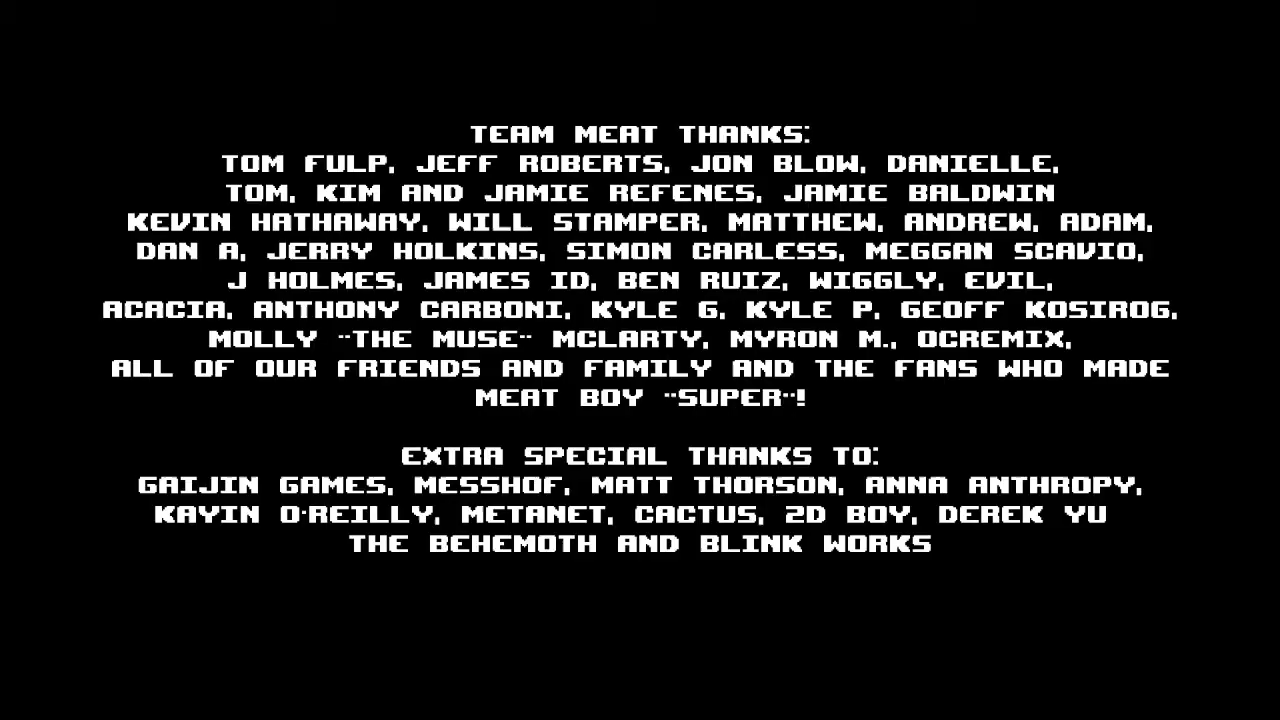 TEAM MEAT THANKS:
TOM FULP, JEFF ROBERTS, JON BLOW, DANIELLE,
TOM, KIM AND JAMIE REFENES, JAMIE BALDWIN
KEVIN HATHAWAY, WILL STAMPER, MATTHEW, ANDREW, ADAM,
DAN A, JERRY HOLKINS, SIMON CARLESS, MEGGAN SCAVIO,
J HOLMES, JAMES ID, BEN RUIZ, WIGGLY, EVIL,
ACACIA, ANTHONY CARBONI, KYLE G, KYLE P, GEOFF KOSIROG,
MOLLY "THE MUSE" MCLARTY, MYRON M., OCREMIX,
ALL OF OUR FRIENDS AND FAMILY AND THE FANS WHO MADE
MEAT BOY "SUPER"!
EXTRA SPECIAL THANKS TO:
GAIJIN GAMES, MESSHOF, MATT THORSON, ANNA ANTHROPY,
KAYIN O'REILLY, METANET, CACTUS, 2D BOY, DEREK YU
THE BEHEMOTH AND BLINK WORKS